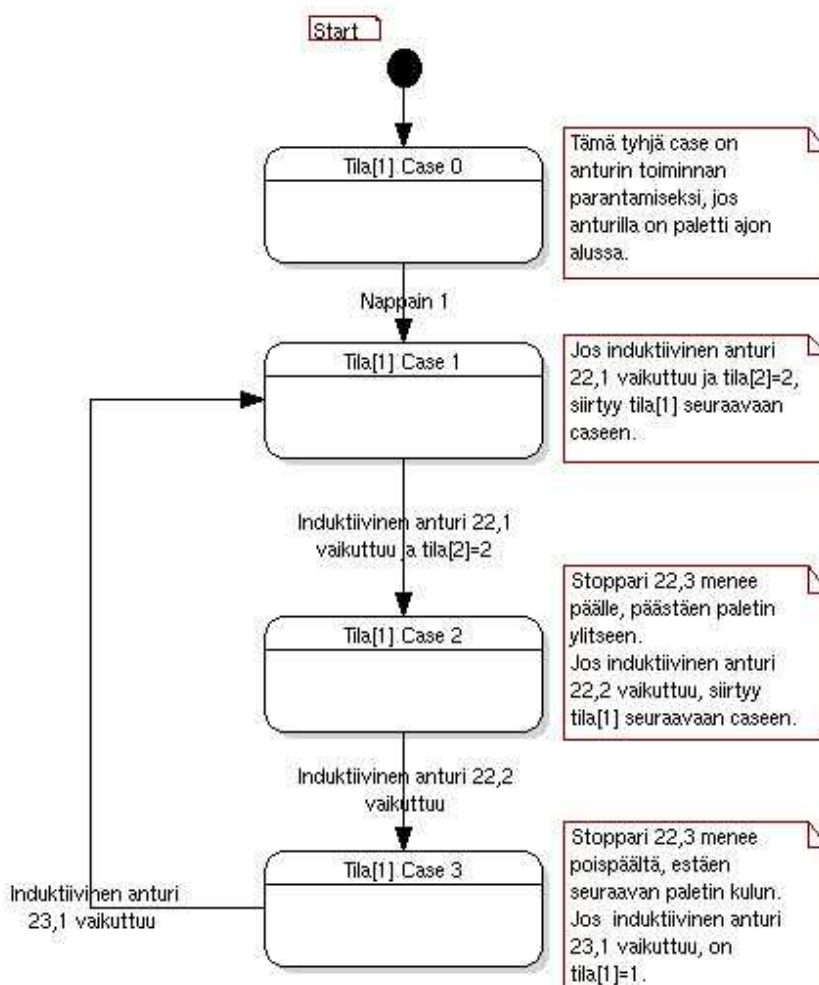 Start
Tila[1] Case 0
Tämä tyhjä case on
anturin toiminnan
parantamiseksi, jos
anturilla on paletti ajon
alussa.
Nappain 1
Tila[1] Case 1
Jos induktiivinen anturi
22,1 vaikuttuu ja tila[2]=2,
siirtyy tila[1] seuraavaan
caseen.
Induktiivinen anturi 22,1
vaikuttuu ja tila[2]=2
Tila[1] Case 2
Stoppari 22,3 menee
päälle, päästäen paletin
ylitseen.
Jos induktiivinen anturi
22,2 vaikuttuu, siirtyy
tila[1] seuraavaan caseen.
Induktiivinen anturi 22,2
vaikuttuu
Tila[1] Case 3
Stoppari 22,3 menee
poispäältä, estäen
seuraavan paletin kulun.
Jos induktiivinen anturi
23,1 vaikuttuu, on
tila[1]=1.
Induktiivinen anturi
23,1 vaikuttuu